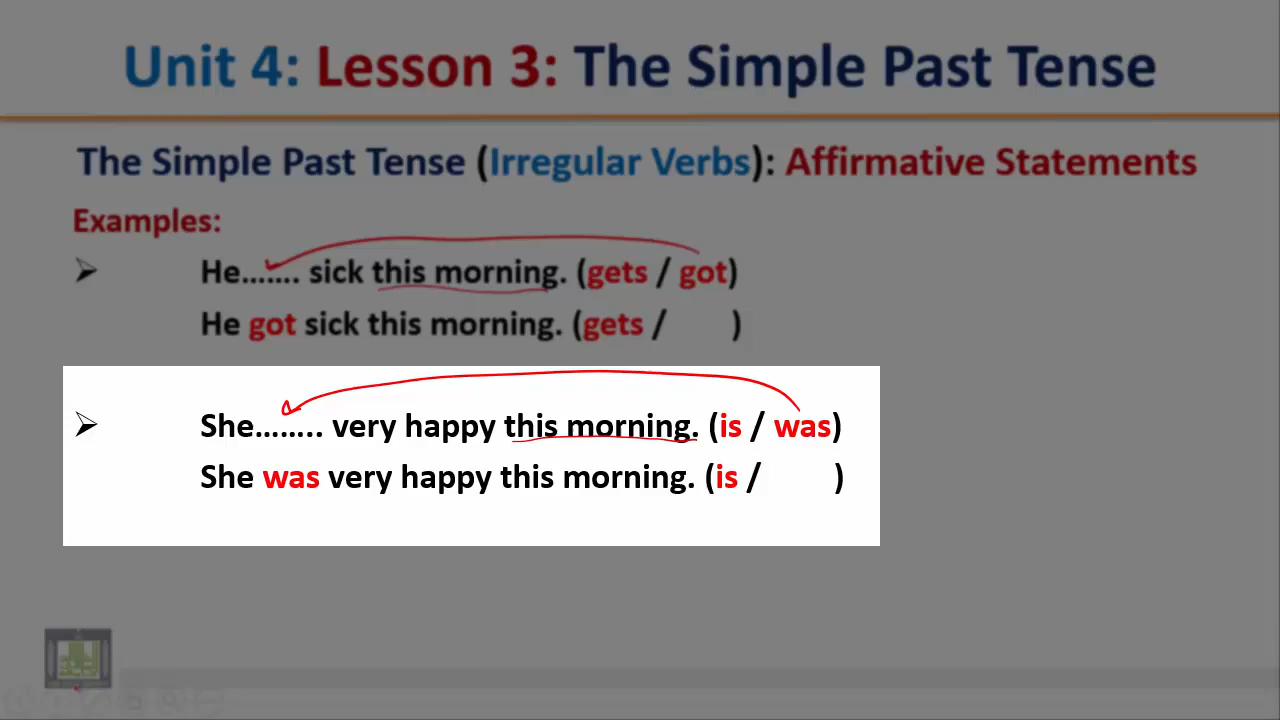 Unit 4: Lesson 3: The Simple Past Tense
The Simple Past Tense (Irregular Verbs): Affirmative Statements
Examples:
He....... sick this morning. (gets / got)
He got sick this morning. (gets / )
She........ very happy this morning. (is / was)
She was very happy this morning. (is / )